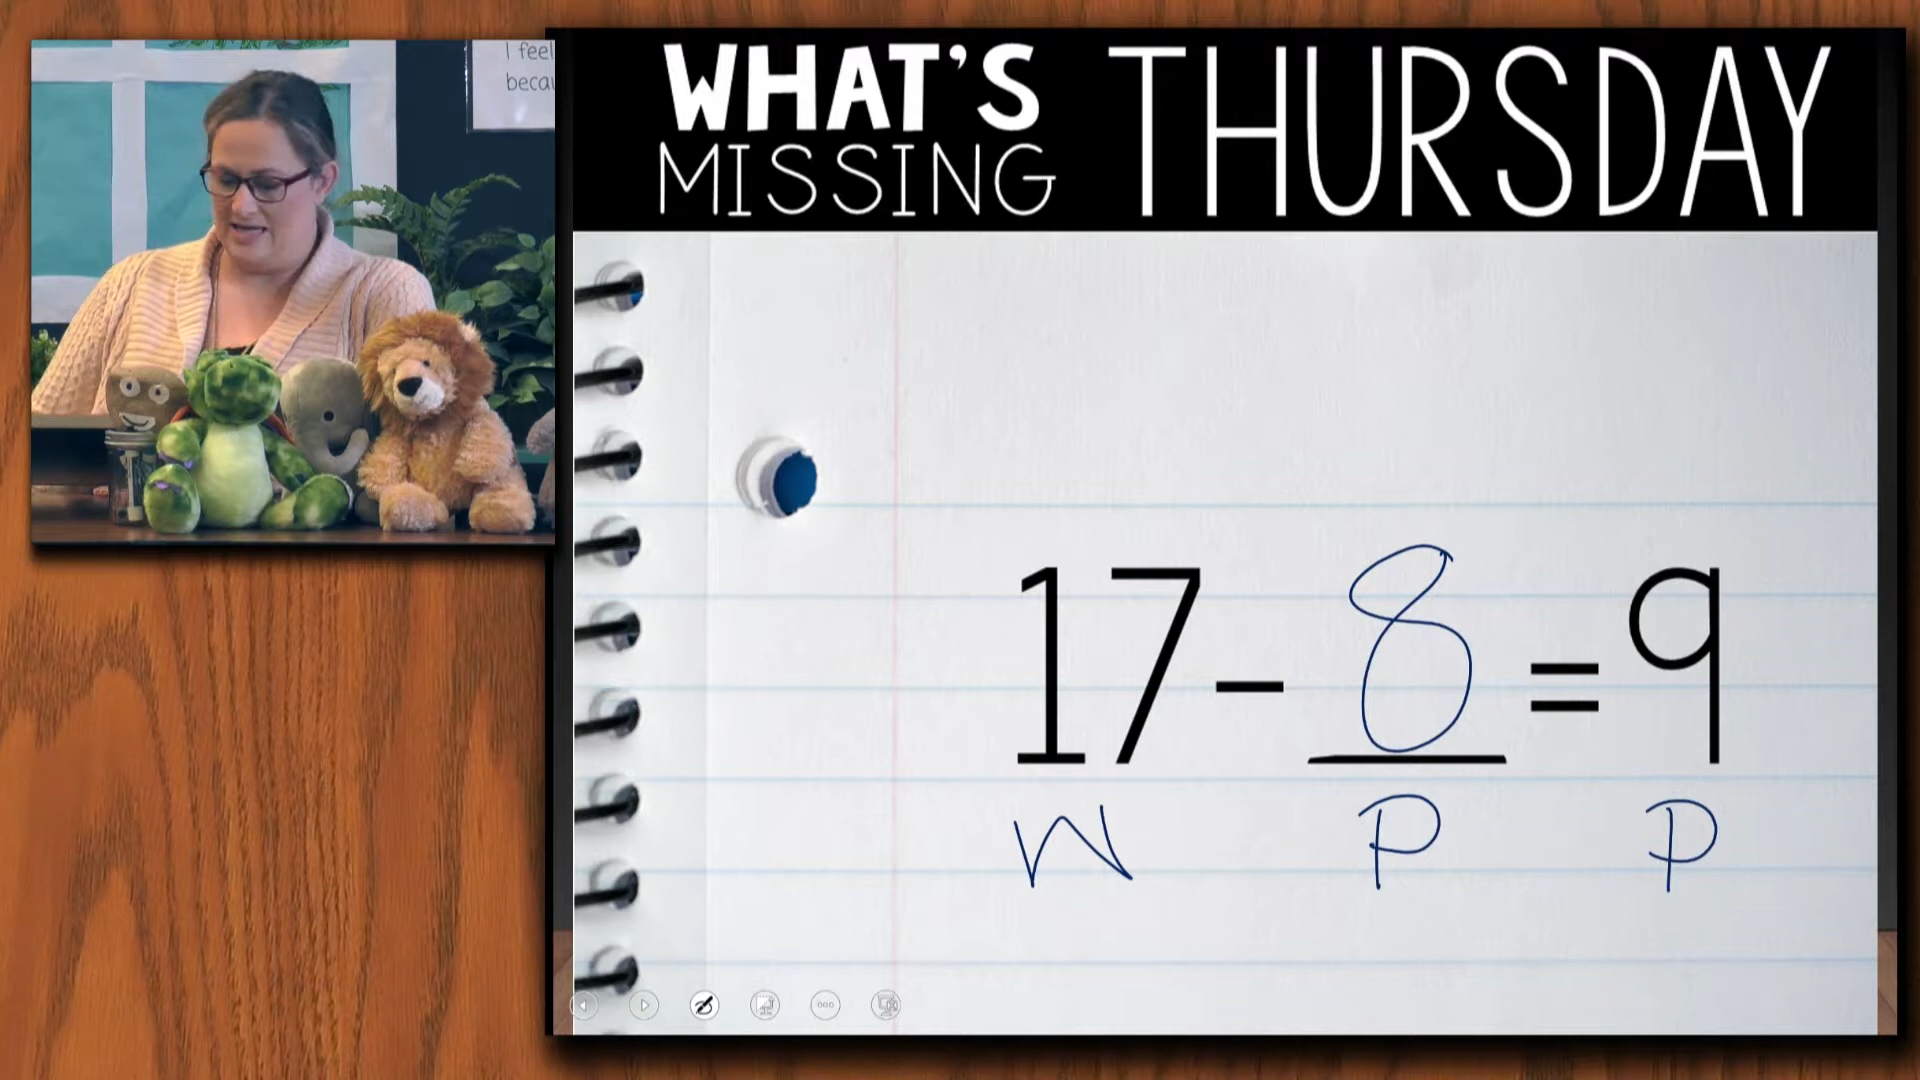 I feel
becau
WHAT'S
MISSING
THURSDAY
17 - 8 = 9
W P P